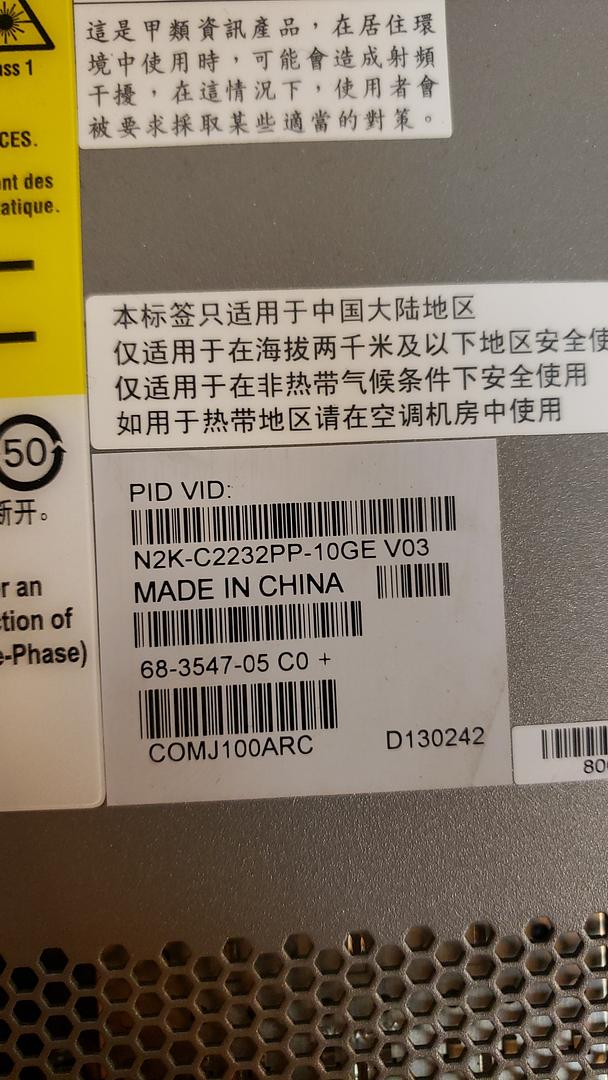 這是甲類資訊產品，在居住環
境中使用時，可能會造成射頻
干擾，在這情況下，使用者會
被要求採取某些適當的對策。
ass 1
CES.
nt des
atique.
本标签只适用于中国大陆地区
仅适用于在海拔两千米及以下地区安全使
仅适用于在非热带气候条件下安全使用
如用于热带地区请在空调机房中使用
50
断开。
r an
ction of
e-Phase)
PID VID:
N2K-C2232PP-10GE V03
MADE IN CHINA
68-3547-05 C0 +
COMJ100ARC
D130242
80